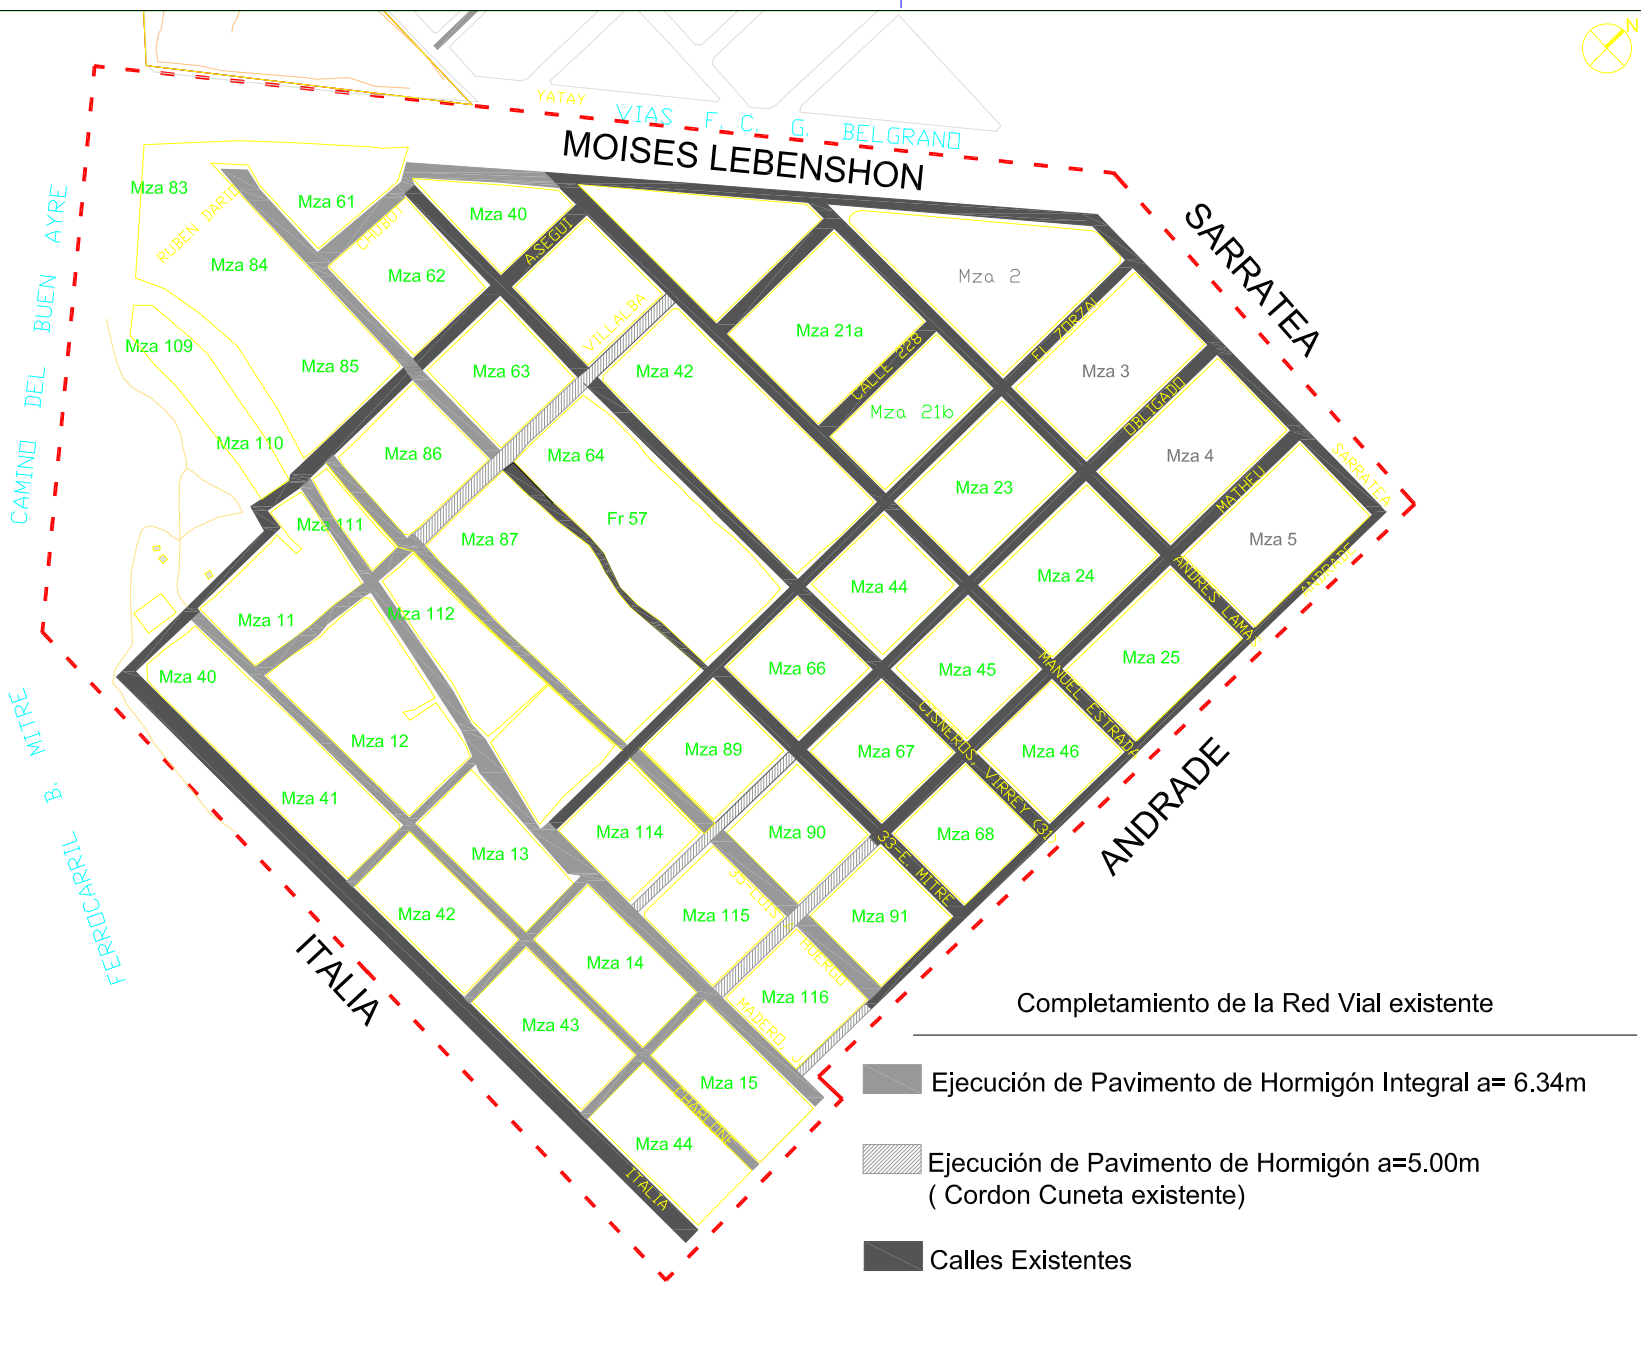 N
YATAY
VIAS F. C. G. BELGRANO
MOISES LEBENSHON
SARRATEA
CAMINO DEL BUEN AYRE
Mza 83
Mza 61
Mza 40
RUBEN DARIO
CHUBUT
A.SEGUI
Mza 84
Mza 62
Mza 2
VILLALBA
EL ZORZAL
Mza 109
Mza 85
Mza 63
Mza 42
Mza 21a
CALLE 228
Mza 3
Mza 21b
OBLIGADO
Mza 110
Mza 86
Mza 64
Mza 4
SARRATEA
Mza 23
MATHEU
Mza 111
Fr 57
Mza 87
Mza 5
ANDRADE
Mza 44
Mza 24
ANDRES LAMAS
Mza 11
Mza 112
Mza 66
Mza 45
Mza 25
MANUEL ESTRADA
Mza 40
Mza 12
Mza 89
Mza 67
Mza 46
CISNEROS, VIRREY (31)
ANDRADE
FERROCARRIL B. MITRE
Mza 41
Mza 13
Mza 114
Mza 90
Mza 68
33-E. MITRE
Mza 42
Mza 115
35-LUIS
HUERGO
Mza 91
ITALIA
Mza 14
Mza 116
MADERO, J.
Mza 43
Mza 15
CHARLONE
Mza 44
ITALIA
Completamiento de la Red Vial existente
Ejecución de Pavimento de Hormigón Integral a= 6.34m
Ejecución de Pavimento de Hormigón a=5.00m
( Cordon Cuneta existente)
Calles Existentes